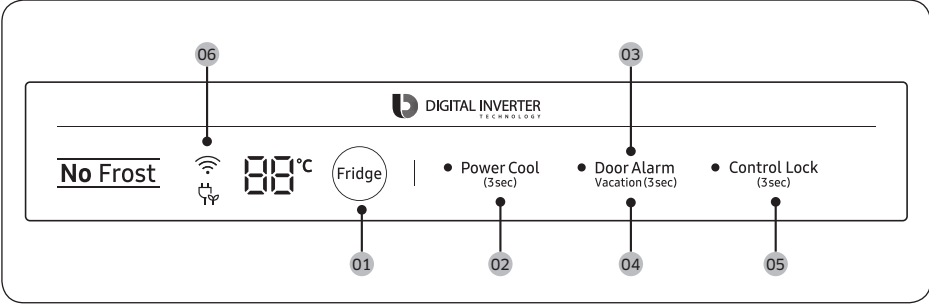 06
03
DIGITAL INVERTER
TECHNOLOGY
No Frost
88°C
Fridge
Power Cool
(3sec)
Door Alarm
Vacation(3sec)
Control Lock
(3sec)
01
02
04
05